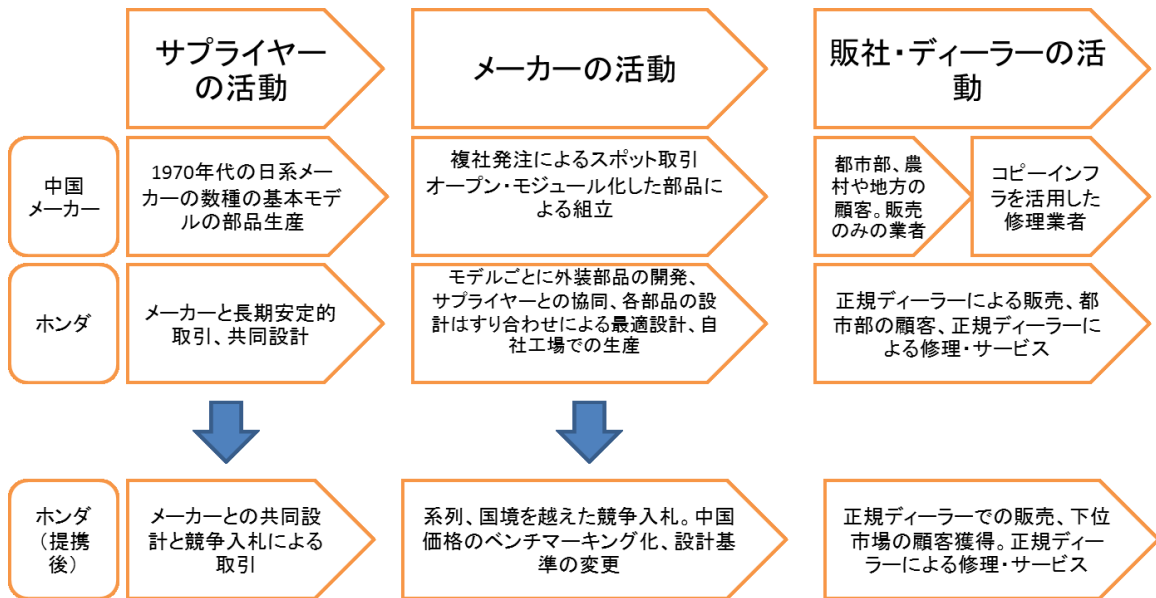 サプライヤー
の活動
メーカーの活動
販社・ディーラーの活
動
中国
メーカー
1970年代の日系メー
カーの数種の基本モデ
ルの部品生産
複社発注によるスポット取引
オープン・モジュール化した部品に
よる組立
都市部、農
村や地方の
顧客。販売
のみの業者
コピーインフ
ラを活用した
修理業者
ホンダ
メーカーと長期安定的
取引、共同設計
モデルごとに外装部品の開発、
サプライヤーとの協同、各部品の設
計はすり合わせによる最適設計、自
社工場での生産
正規ディーラーによる販売、都
市部の顧客、正規ディーラーに
よる修理・サービス
ホンダ
（提携
後）
メーカーとの共同設
計と競争入札による
取引
系列、国境を越えた競争入札。中国
価格のベンチマーキング化、設計基
準の変更
正規ディーラーでの販売、下位
市場の顧客獲得。正規ディー
ラーによる修理・サービス